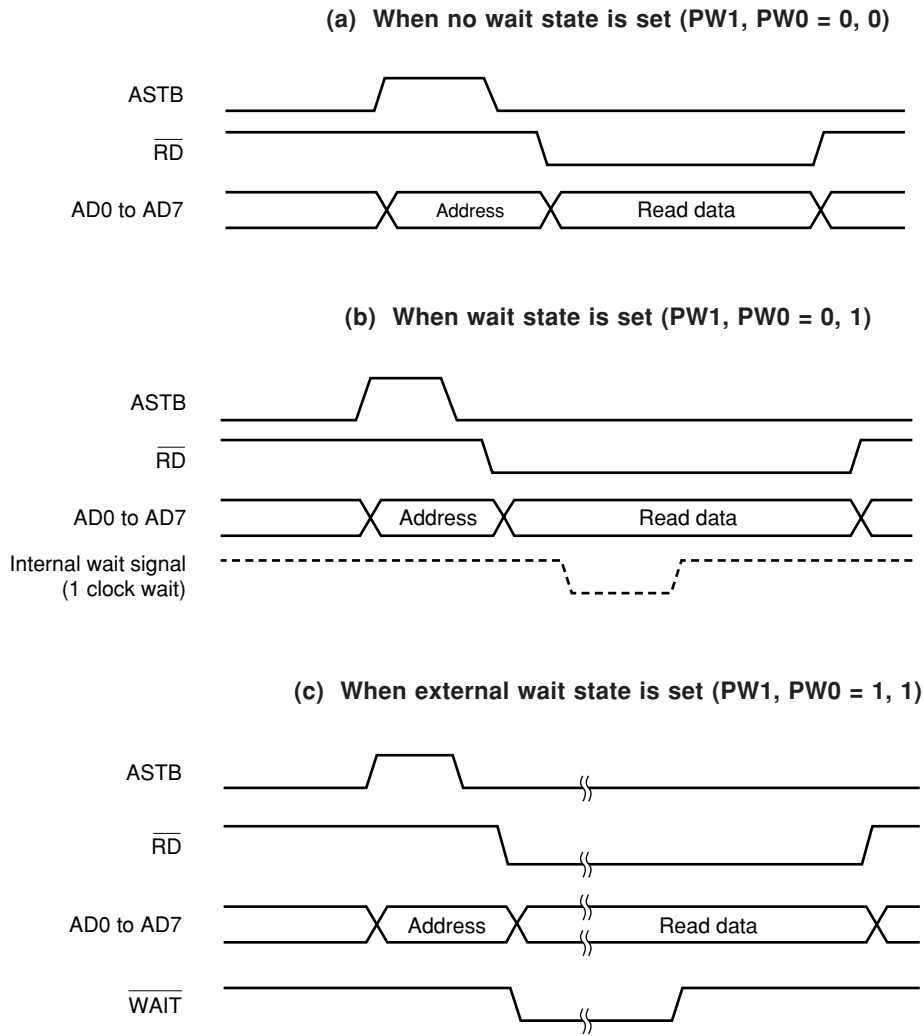 (a) When no wait state is set (PW1, PW0 = 0, 0)
ASTB
RD
AD0 to AD7
Address
Read data
(b) When wait state is set (PW1, PW0 = 0, 1)
ASTB
RD
AD0 to AD7
Address
Read data
Internal wait signal
(1 clock wait)
(c) When external wait state is set (PW1, PW0 = 1, 1)
ASTB
RD
AD0 to AD7
Address
Read data
WAIT